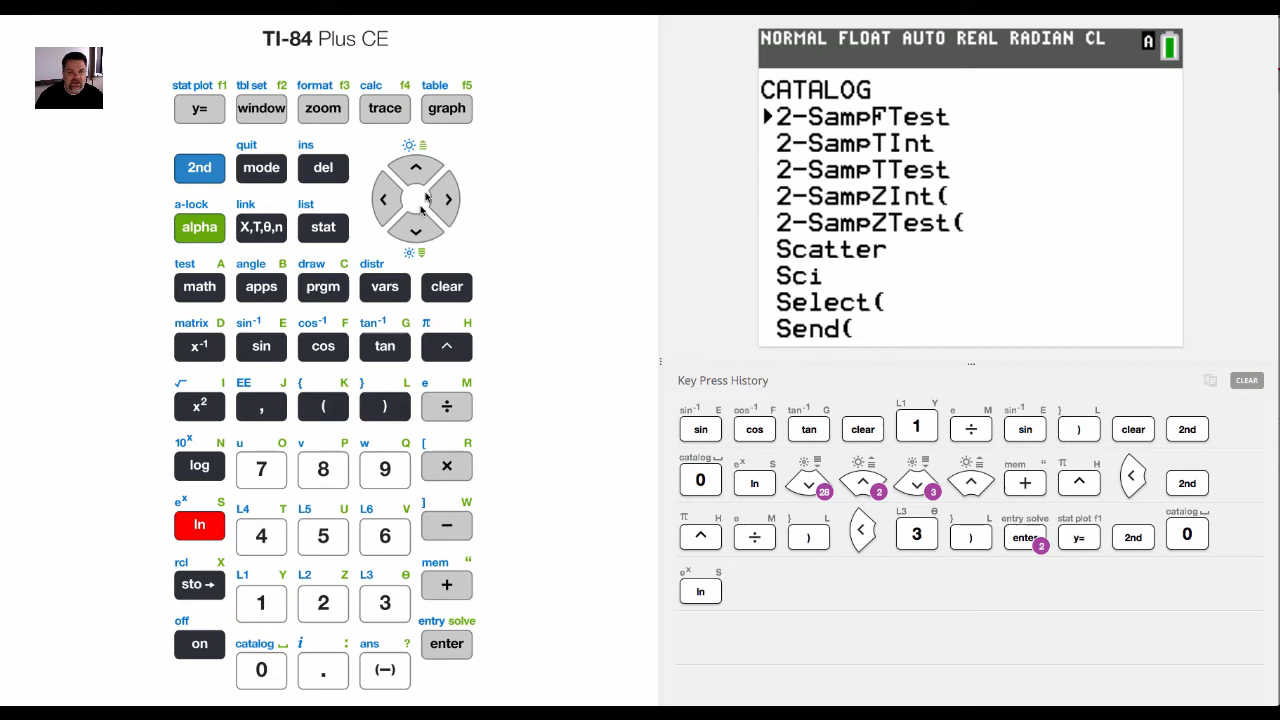 TI-84 Plus CE
stat plot f1 tbl set f2 format f3 calc f4 table f5
y= window zoom trace graph
quit ins
2nd mode del
a-lock link list
alpha X,T,θ,n stat
test A angle B draw C distr
math apps prgm vars clear
matrix D sin⁻¹ E cos⁻¹ F tan⁻¹ G π H
x⁻¹ sin cos tan ^
√ I EE J { K } L e M
x² , ( ) ÷
10ˣ N u O v P w Q [ R
log 7 8 9 ×
eˣ S L4 T L5 U L6 V ] W
ln 4 5 6 −
rcl X L1 Y L2 Z L3 Θ mem “
sto→ 1 2 3 +
off catalog ⎵ i : ans ? entry solve
on 0 . (−) enter
NORMAL FLOAT AUTO REAL RADIAN CL A
CATALOG
▶2-SampFTest
2-SampTInt
2-SampTTest
2-SampZInt(
2-SampZTest(
Scatter
Sci
Select(
Send(
Key Press History CLEAR
sin⁻¹ E cos⁻¹ F tan⁻¹ G L1 Y e M sin⁻¹ E } L
sin cos tan clear 1 ÷ sin ) clear 2nd
catalog ⎵ eˣ S mem “ π H
0 ln 28 2 3 ^ + ^ < 2nd
π H e M } L L3 Θ } L entry solve stat plot f1 catalog ⎵
^ ÷ ) < 3 ) enter 2 y= 2nd 0
eˣ S
ln